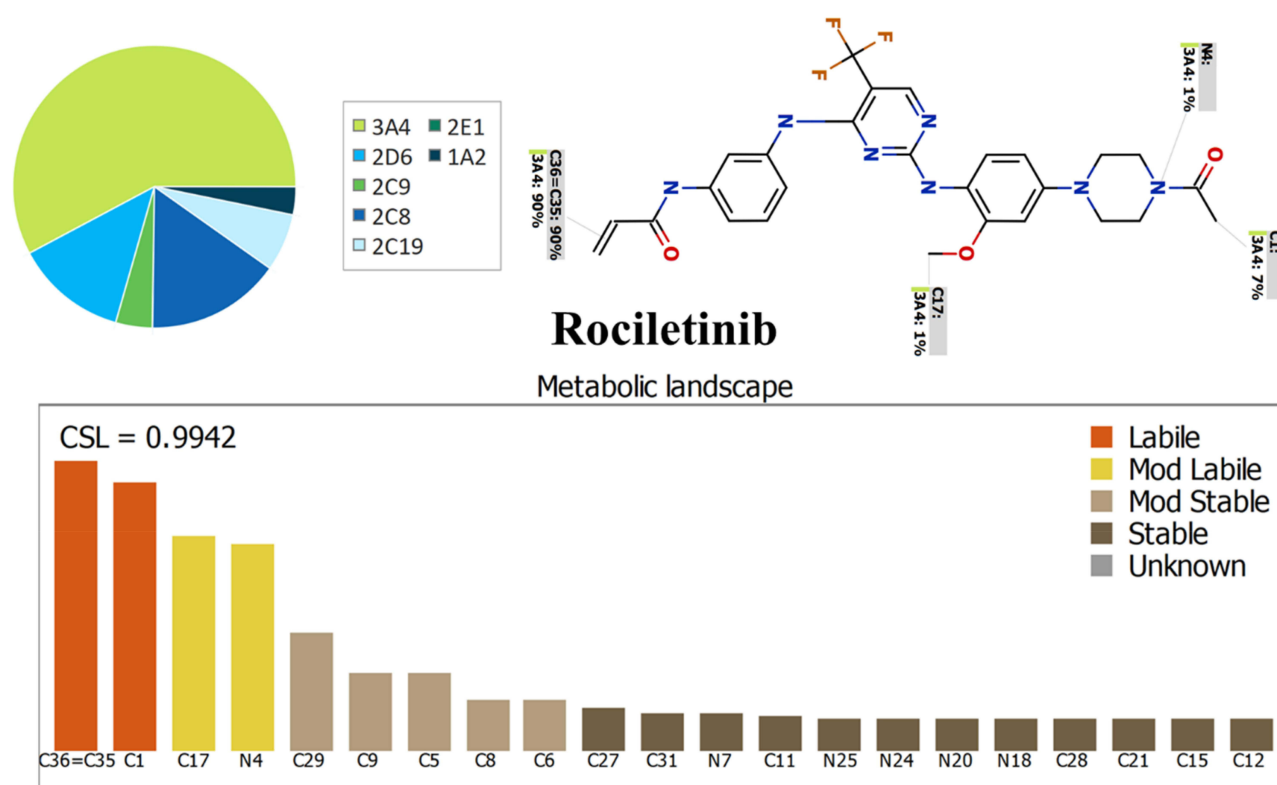 3A4
2E1
2D6
1A2
2C9
2C8
2C19
F
F
F
N
N
N
N
N
O
N
N
O
O
C36=C35: 90%
3A4: 90%
N4:
3A4: 1%
C1:
3A4: 7%
C17:
3A4: 1%
Rociletinib
Metabolic landscape
CSL = 0.9942
Labile
Mod Labile
Mod Stable
Stable
Unknown
C36=C35 C1 C17 N4 C29 C9 C5 C8 C6 C27 C31 N7 C11 N25 N24 N20 N18 C28 C21 C15 C12